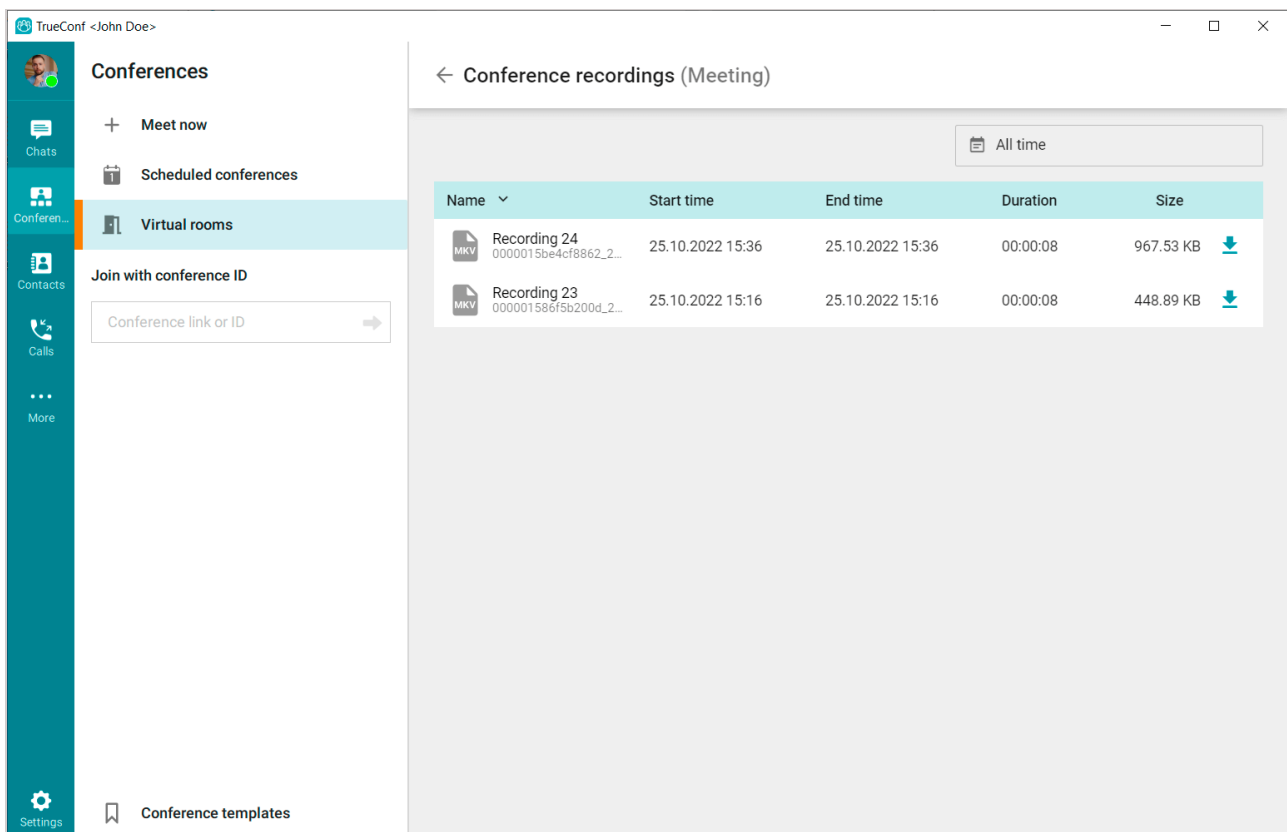 TrueConf <John Doe>
Conferences
Conference recordings (Meeting)
Meet now
Chats
All time
1
Scheduled conferences
Name Start time End time Duration Size
Conferen...
Virtual rooms
MKV
Recording 24
0000015be4cf8862_2...
25.10.2022 15:36 25.10.2022 15:36 00:00:08 967.53 KB
Contacts
Join with conference ID
MKV
Recording 23
000001586f5b200d_2...
25.10.2022 15:16 25.10.2022 15:16 00:00:08 448.89 KB
Conference link or ID
Calls
More
Settings
Conference templates